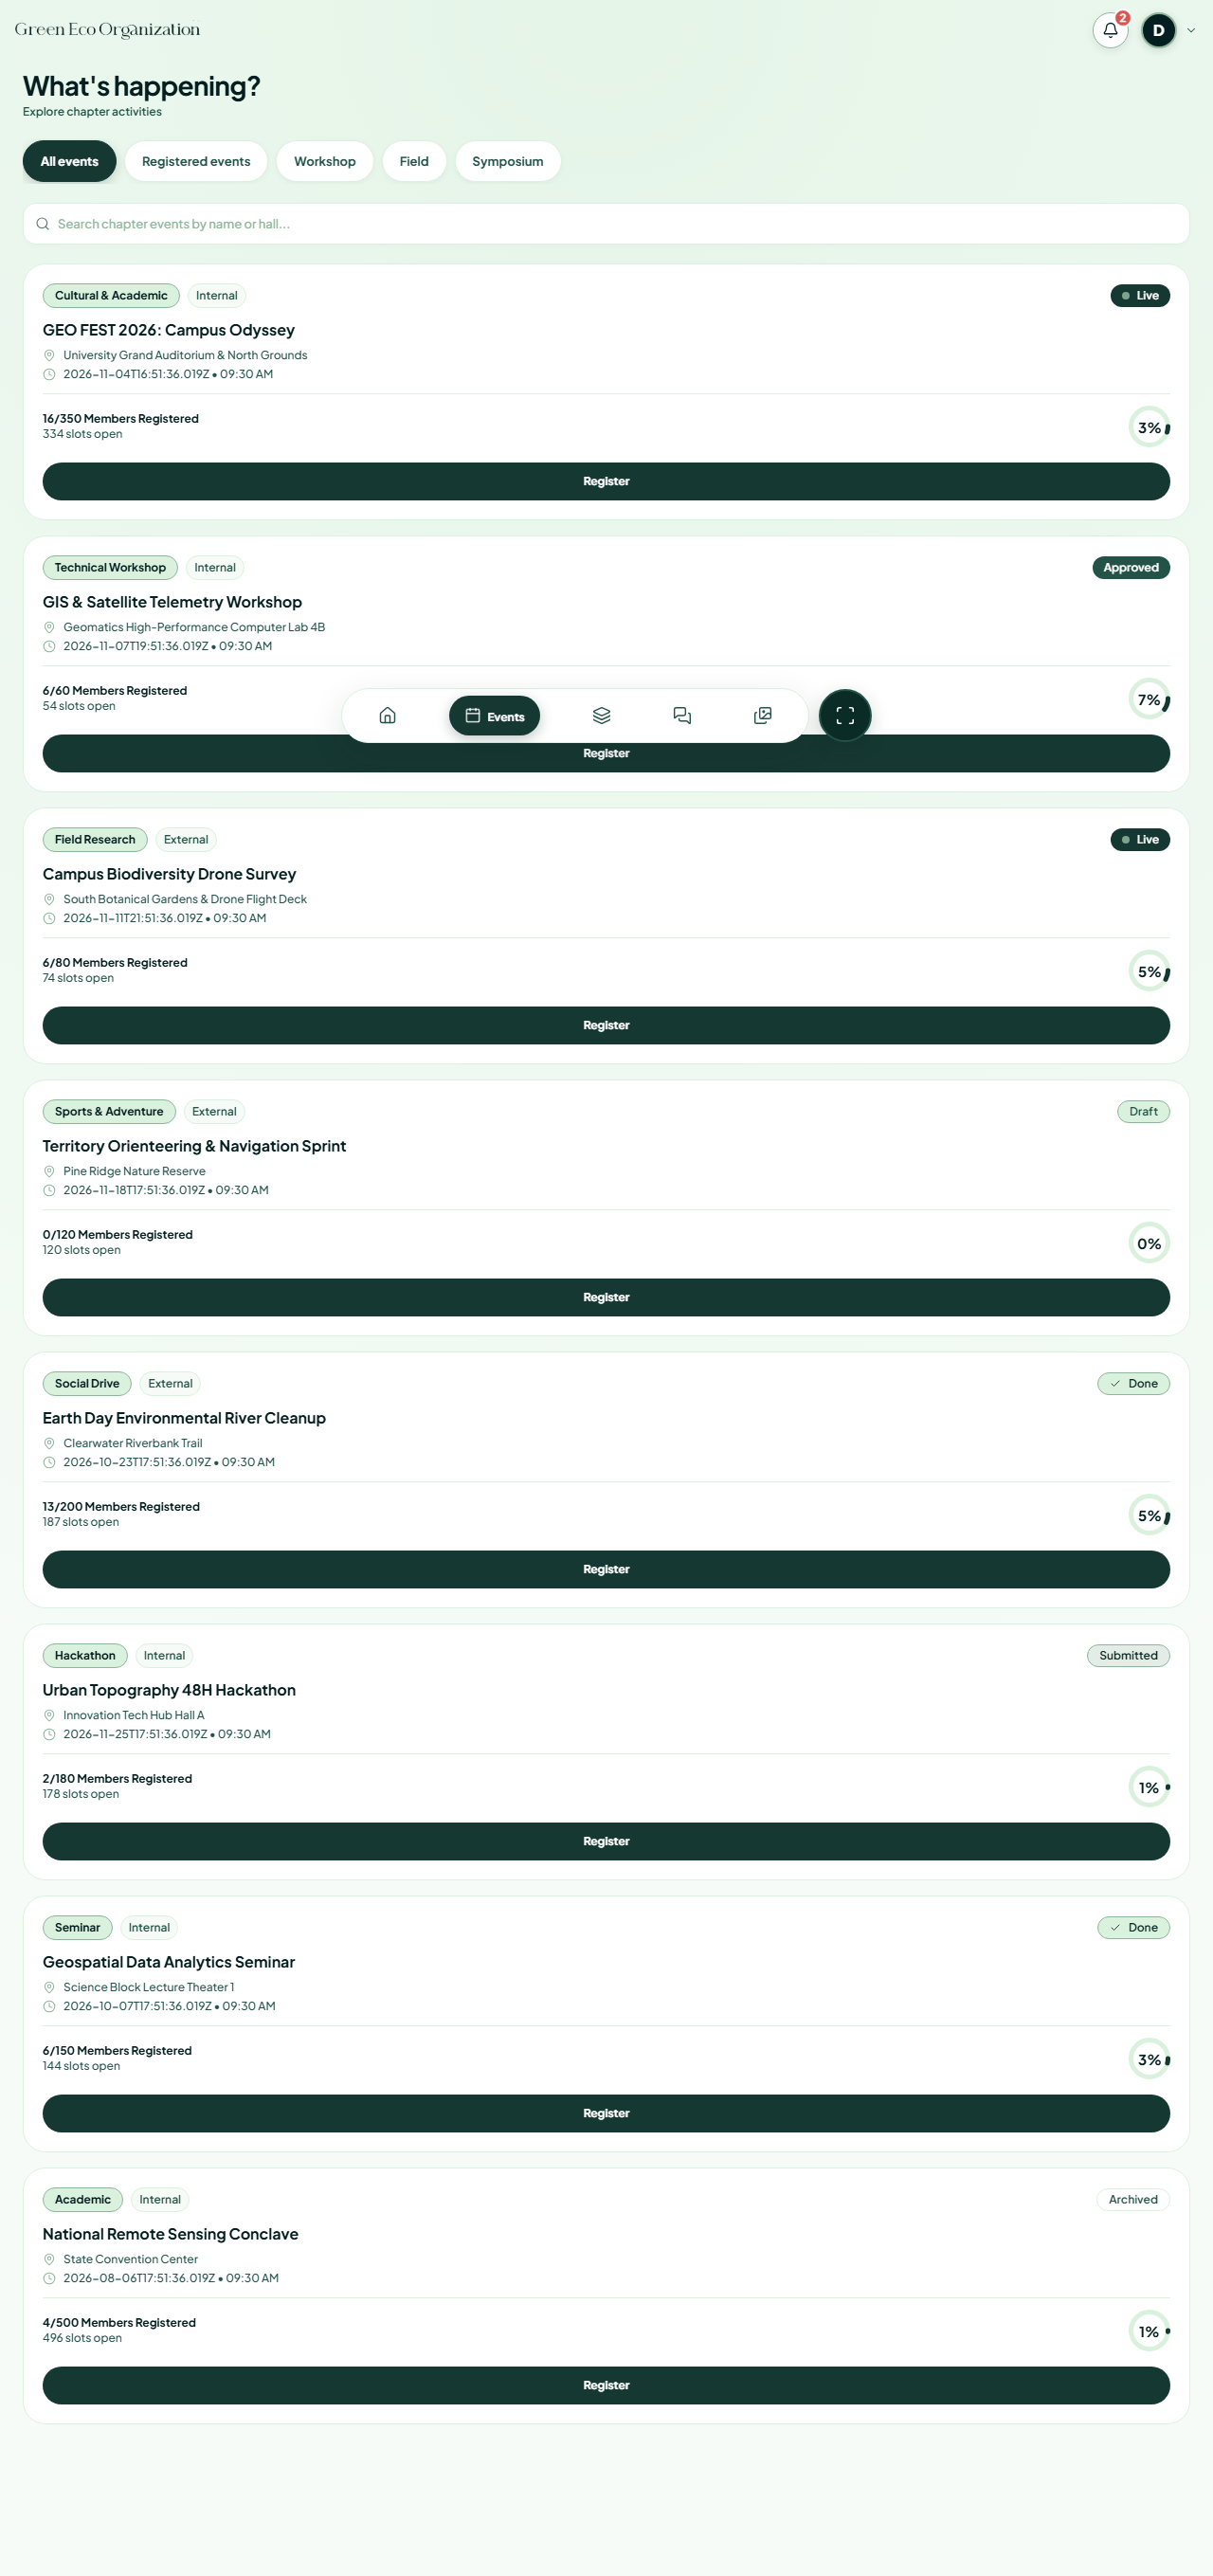 Green Eco Organization
2
D
What's happening?
Explore chapter activities
All events Registered events Workshop Field Symposium
Search chapter events by name or hall...
Cultural & Academic Internal Live
GEO FEST 2026: Campus Odyssey
University Grand Auditorium & North Grounds
2026-11-04T16:51:36.019Z • 09:30 AM
16/350 Members Registered
334 slots open
3%
Register
Technical Workshop Internal Approved
GIS & Satellite Telemetry Workshop
Geomatics High-Performance Computer Lab 4B
2026-11-07T19:51:36.019Z • 09:30 AM
6/60 Members Registered
54 slots open
7%
Events
Register
Field Research External Live
Campus Biodiversity Drone Survey
South Botanical Gardens & Drone Flight Deck
2026-11-11T21:51:36.019Z • 09:30 AM
6/80 Members Registered
74 slots open
5%
Register
Sports & Adventure External Draft
Territory Orienteering & Navigation Sprint
Pine Ridge Nature Reserve
2026-11-18T17:51:36.019Z • 09:30 AM
0/120 Members Registered
120 slots open
0%
Register
Social Drive External Done
Earth Day Environmental River Cleanup
Clearwater Riverbank Trail
2026-10-23T17:51:36.019Z • 09:30 AM
13/200 Members Registered
187 slots open
5%
Register
Hackathon Internal Submitted
Urban Topography 48H Hackathon
Innovation Tech Hub Hall A
2026-11-25T17:51:36.019Z • 09:30 AM
2/180 Members Registered
178 slots open
1%
Register
Seminar Internal Done
Geospatial Data Analytics Seminar
Science Block Lecture Theater 1
2026-10-07T17:51:36.019Z • 09:30 AM
6/150 Members Registered
144 slots open
3%
Register
Academic Internal Archived
National Remote Sensing Conclave
State Convention Center
2026-08-06T17:51:36.019Z • 09:30 AM
4/500 Members Registered
496 slots open
1%
Register